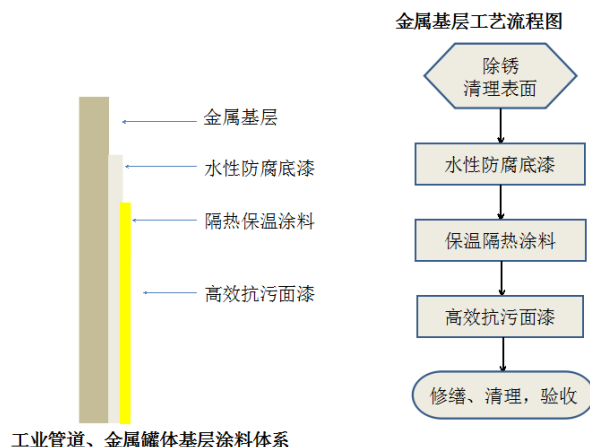 金属基层工艺流程图
除锈
清理表面
金属基层
水性防腐底漆
水性防腐底漆
隔热保温涂料
保温隔热涂料
高效抗污面漆
高效抗污面漆
修缮、清理，验收
工业管道、金属罐体基层涂料体系